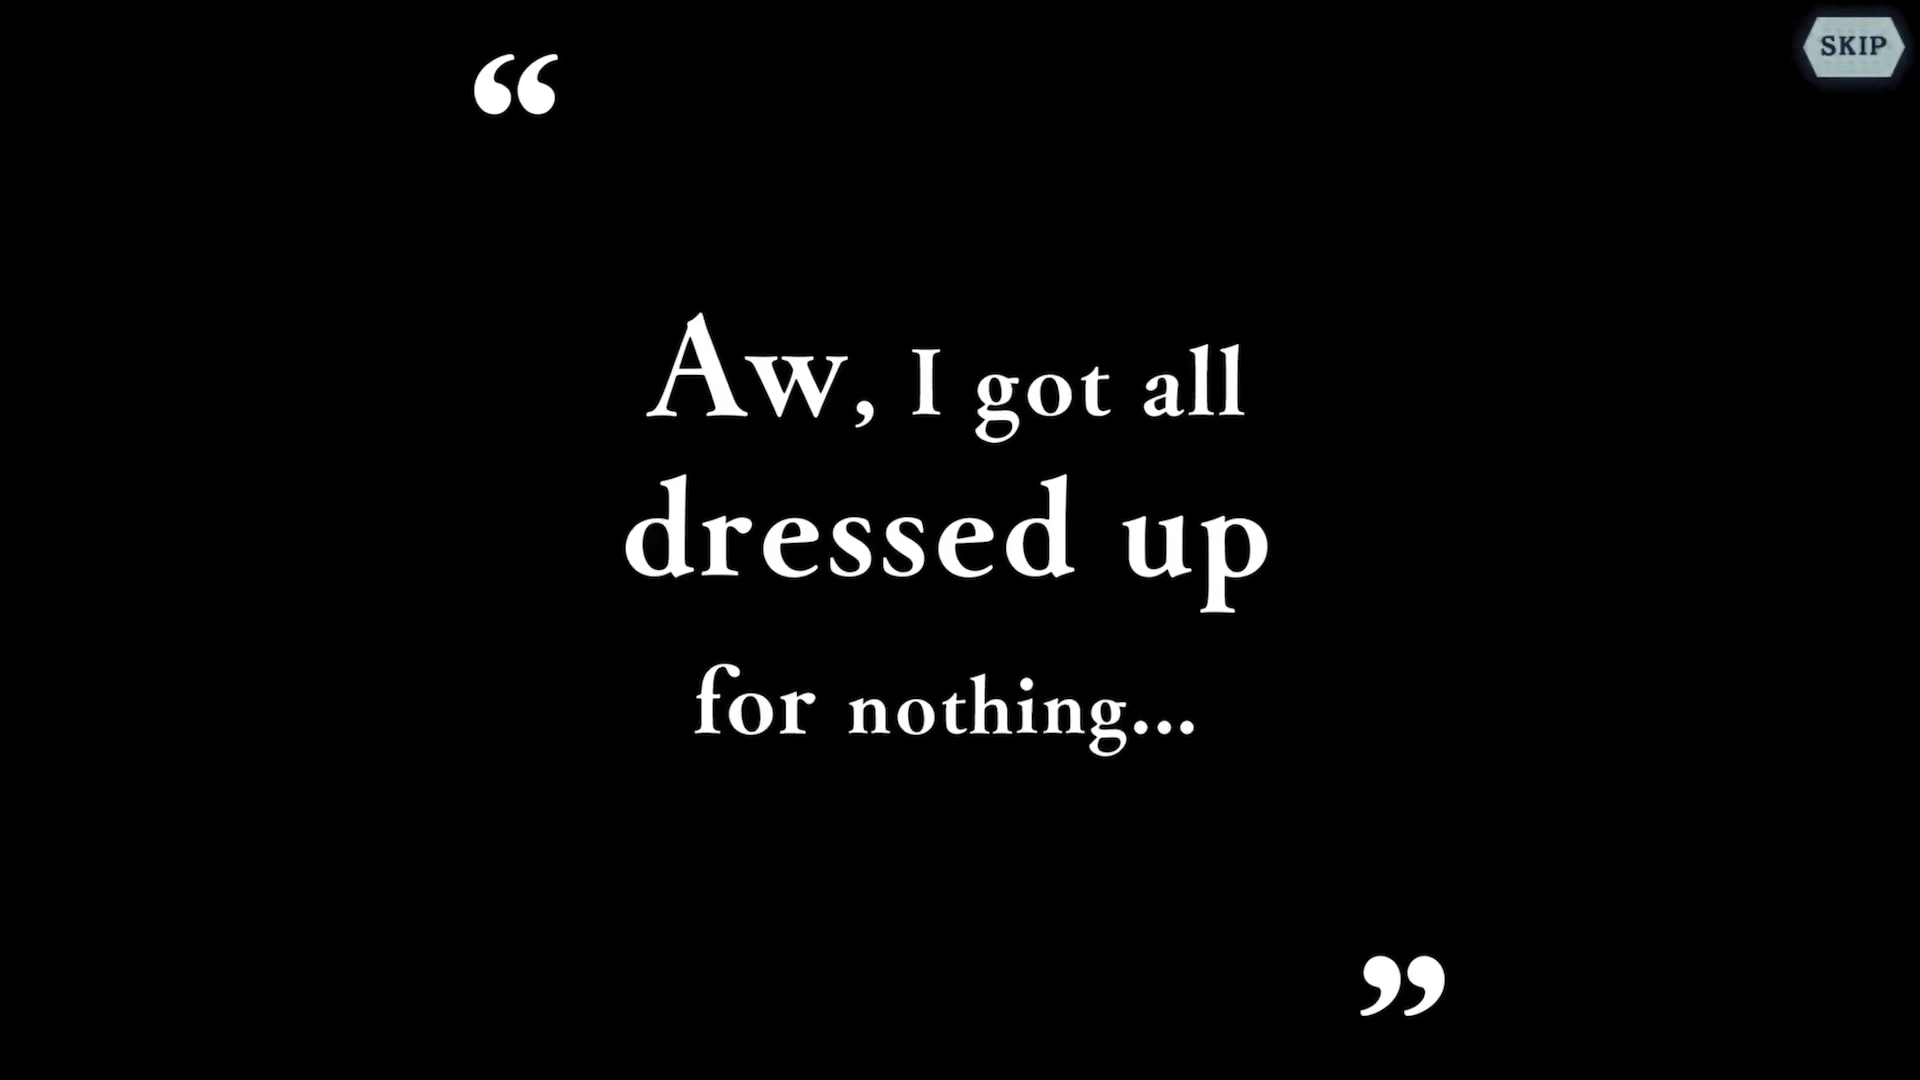 SKIP
“
Aw, I got all
dressed up
for nothing...
”